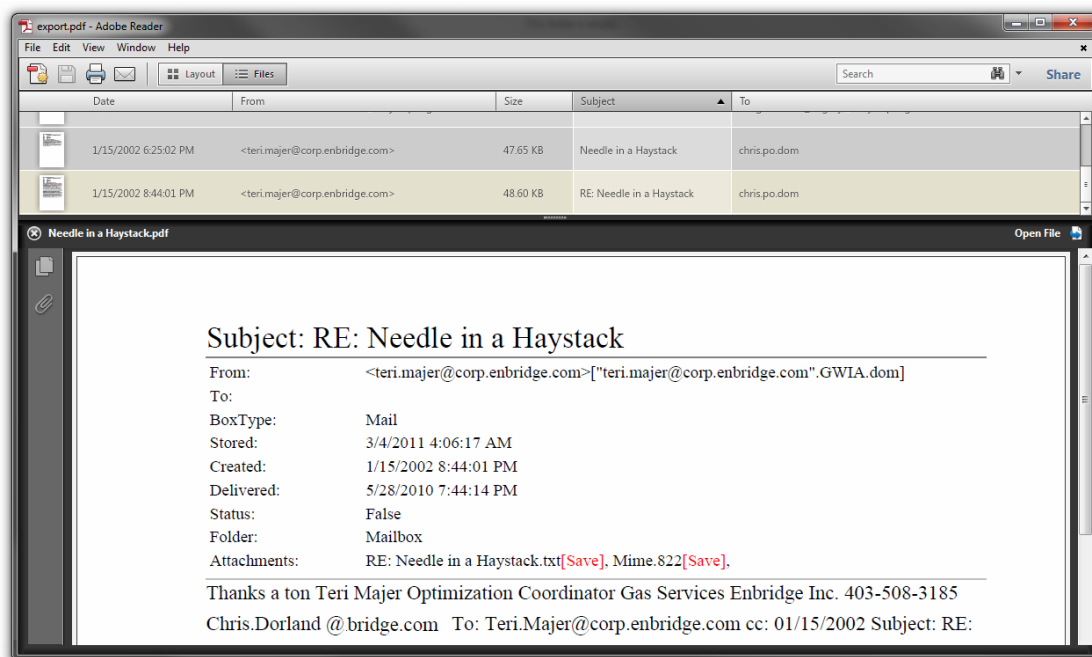 export.pdf - Adobe Reader
File Edit View Window Help
Layout Files Search Share
Date From Size Subject To
1/15/2002 6:25:02 PM <teri.majer@corp.enbridge.com> 47.65 KB Needle in a Haystack chris.po.dom
1/15/2002 8:44:01 PM <teri.majer@corp.enbridge.com> 48.60 KB RE: Needle in a Haystack chris.po.dom
Needle in a Haystack.pdf Open File
Subject: RE: Needle in a Haystack
From: <teri.majer@corp.enbridge.com>["teri.majer@corp.enbridge.com".GWIA.dom]
To:
BoxType: Mail
Stored: 3/4/2011 4:06:17 AM
Created: 1/15/2002 8:44:01 PM
Delivered: 5/28/2010 7:44:14 PM
Status: False
Folder: Mailbox
Attachments: RE: Needle in a Haystack.txt[Save], Mime.822[Save],
Thanks a ton Teri Majer Optimization Coordinator Gas Services Enbridge Inc. 403-508-3185
Chris.Dorland @.bridge.com To: Teri.Majer@corp.enbridge.com cc: 01/15/2002 Subject: RE: